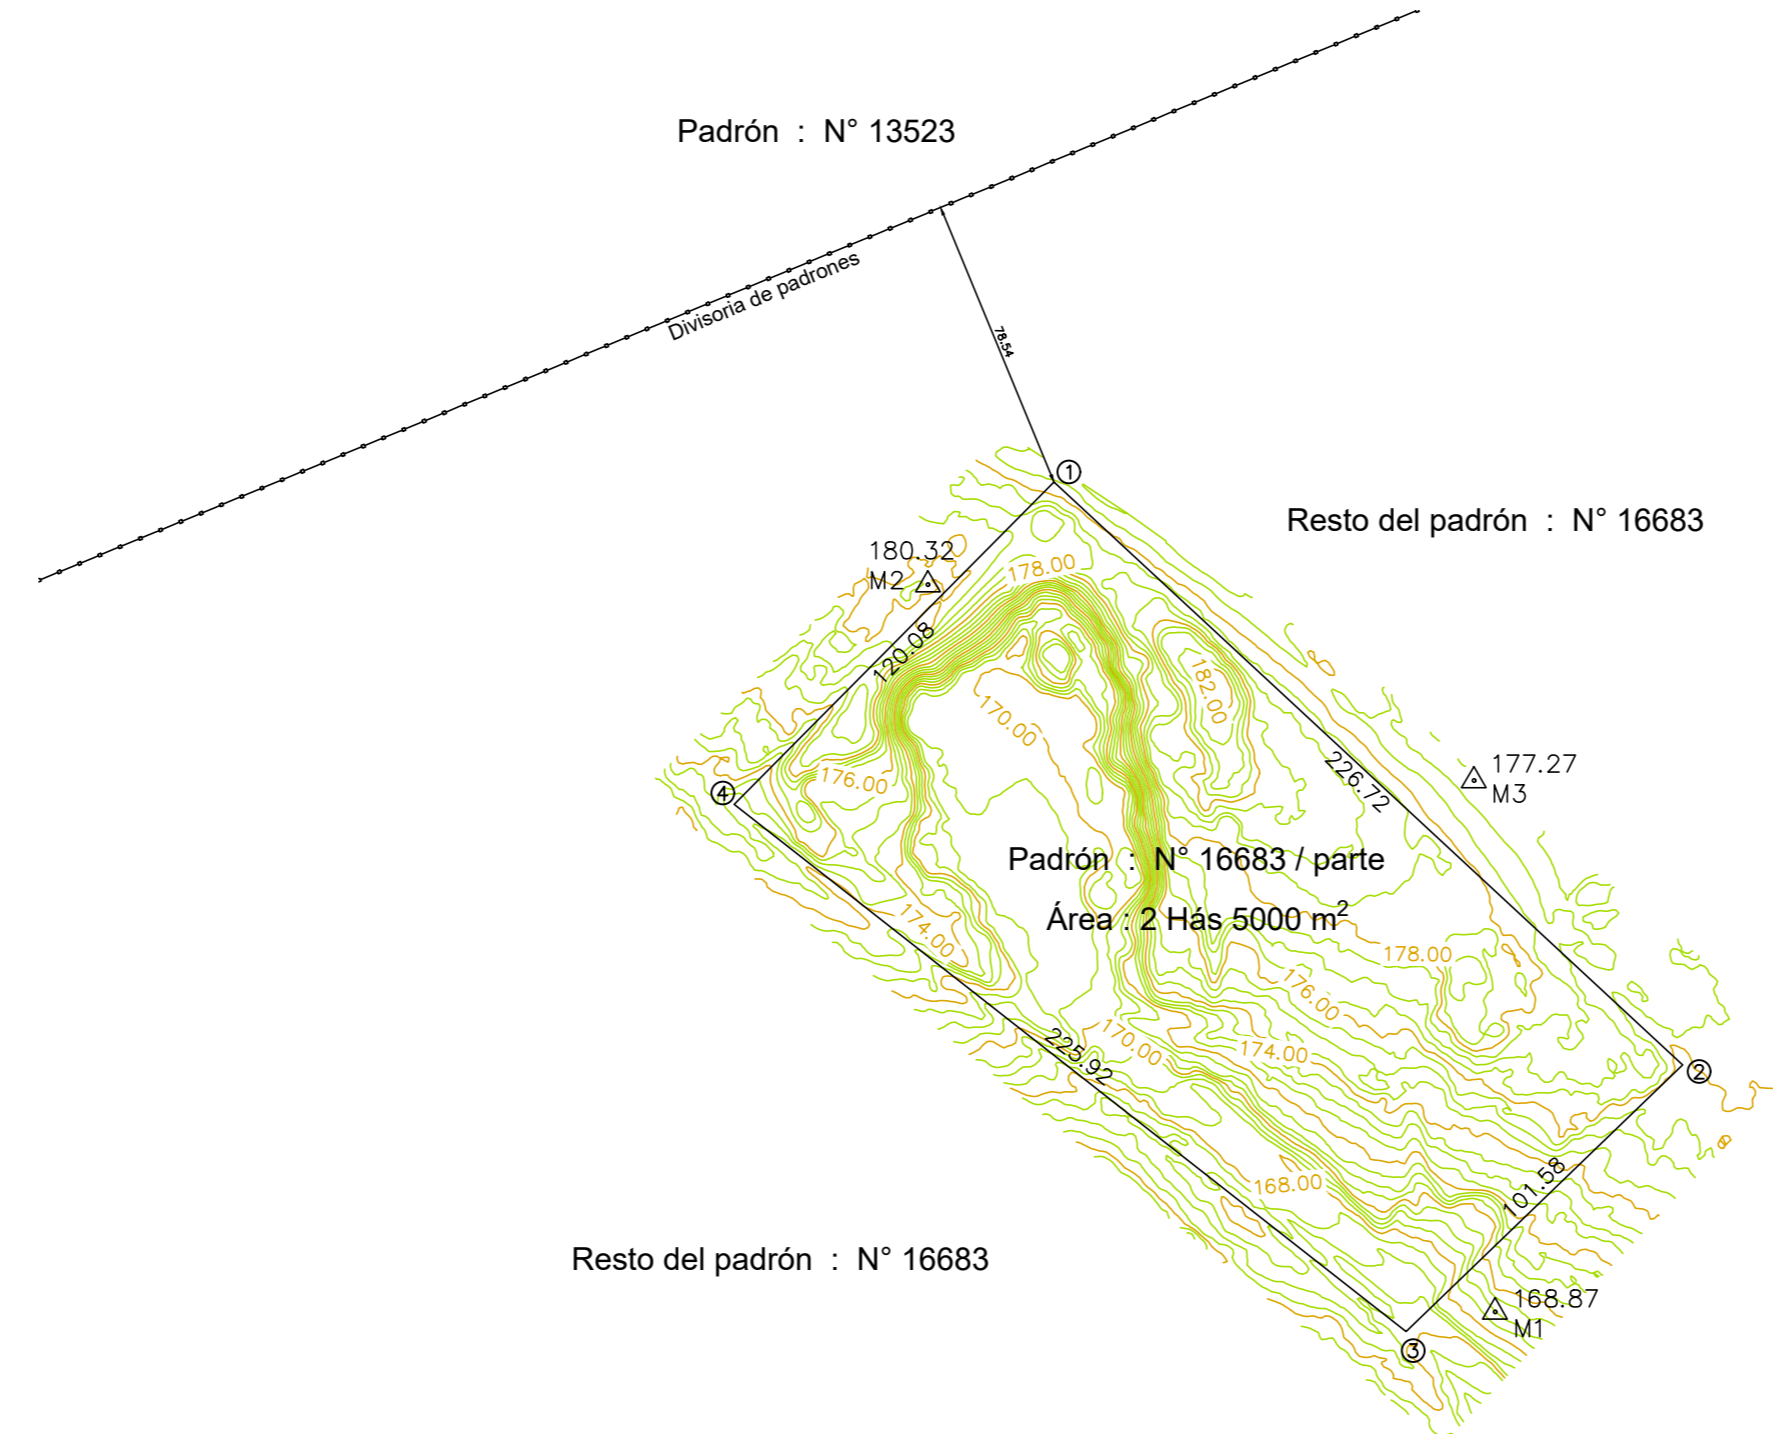 Padrón : N° 13523
Divisoria de padrones
78.54
1
Resto del padrón : N° 16683
180.32
M2
178.00
120.08
182.00
170.00
176.00
4
226.72
177.27
M3
Padrón : N° 16683 / parte
Área : 2 Hás 5000 m²
174.00
178.00
176.00
170.00
174.00
225.92
2
168.00
101.58
Resto del padrón : N° 16683
168.87
M1
3